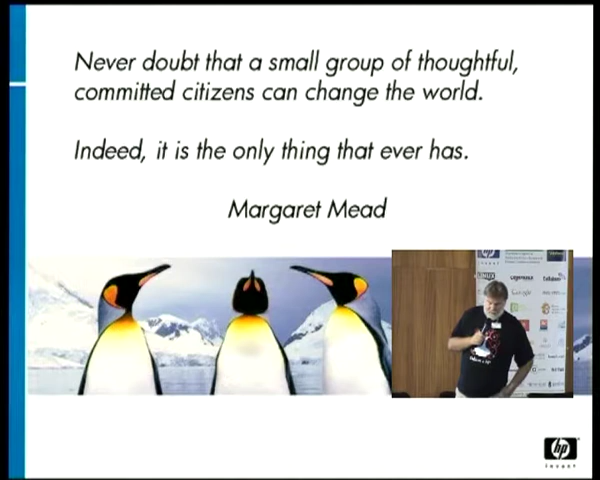 Never doubt that a small group of thoughtful,
committed citizens can change the world.
Indeed, it is the only thing that ever has.
Margaret Mead
hp
invent